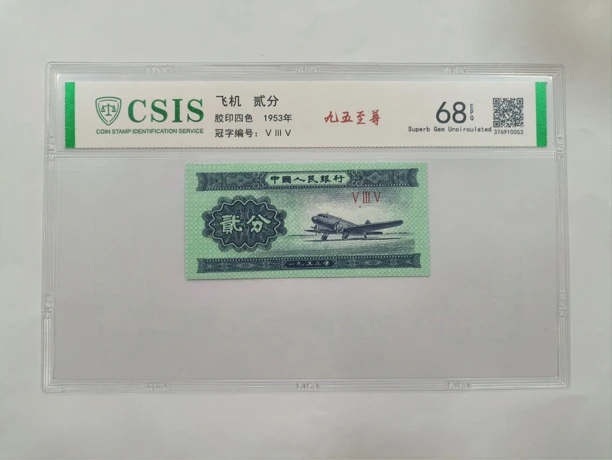 CSIS
COIN STAMP IDENTIFICATION SERVICE
飞机 贰分
胶印四色 1953年
冠字编号: V III V
九五至尊
68 EPQ
Superb Gem Uncirculated
376910053
中國人民銀行
V III V
貳分
一九五三年